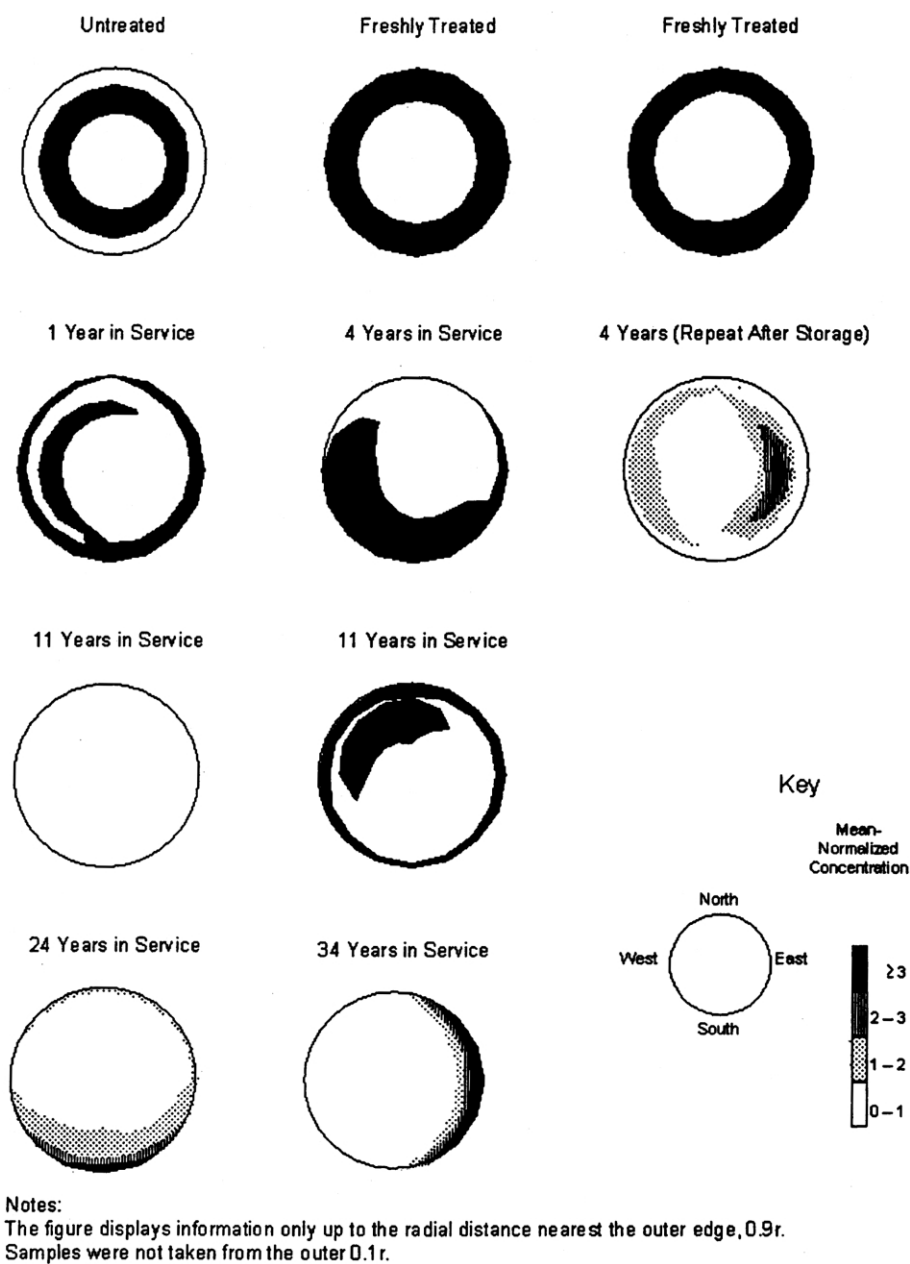 Untreated
Freshly Treated
Freshly Treated
1 Year in Service
4 Years in Service
4 Years (Repeat After Storage)
11 Years in Service
11 Years in Service
24 Years in Service
34 Years in Service
Key
Mean-
Normalized
Concentration
North
West
East
South
≥3
2-3
1-2
0-1
Notes:
The figure displays information only up to the radial distance nearest the outer edge, 0.9r.
Samples were not taken from the outer 0.1r.